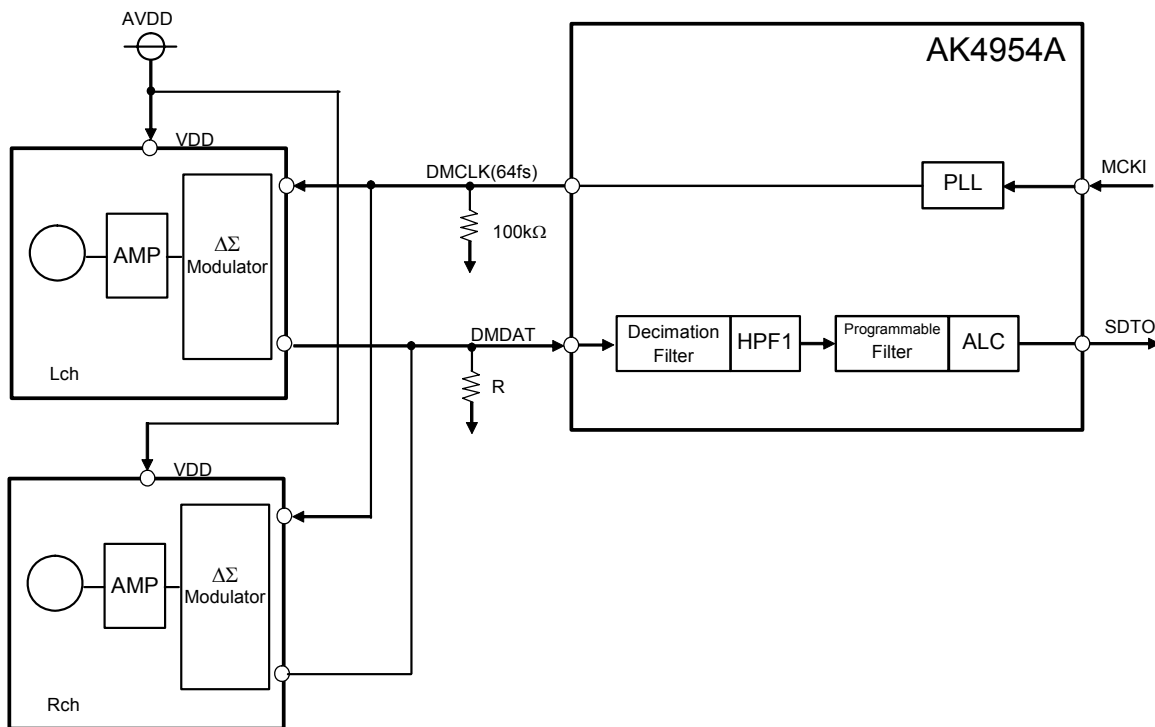 AVDD
AK4954A
VDD
DMCLK(64fs)
MCKI
PLL
100kΩ
AMP
ΔΣ
Modulator
Lch
DMDAT
R
Decimation
Filter
HPF1
Programmable
Filter
ALC
SDTO
VDD
AMP
ΔΣ
Modulator
Rch